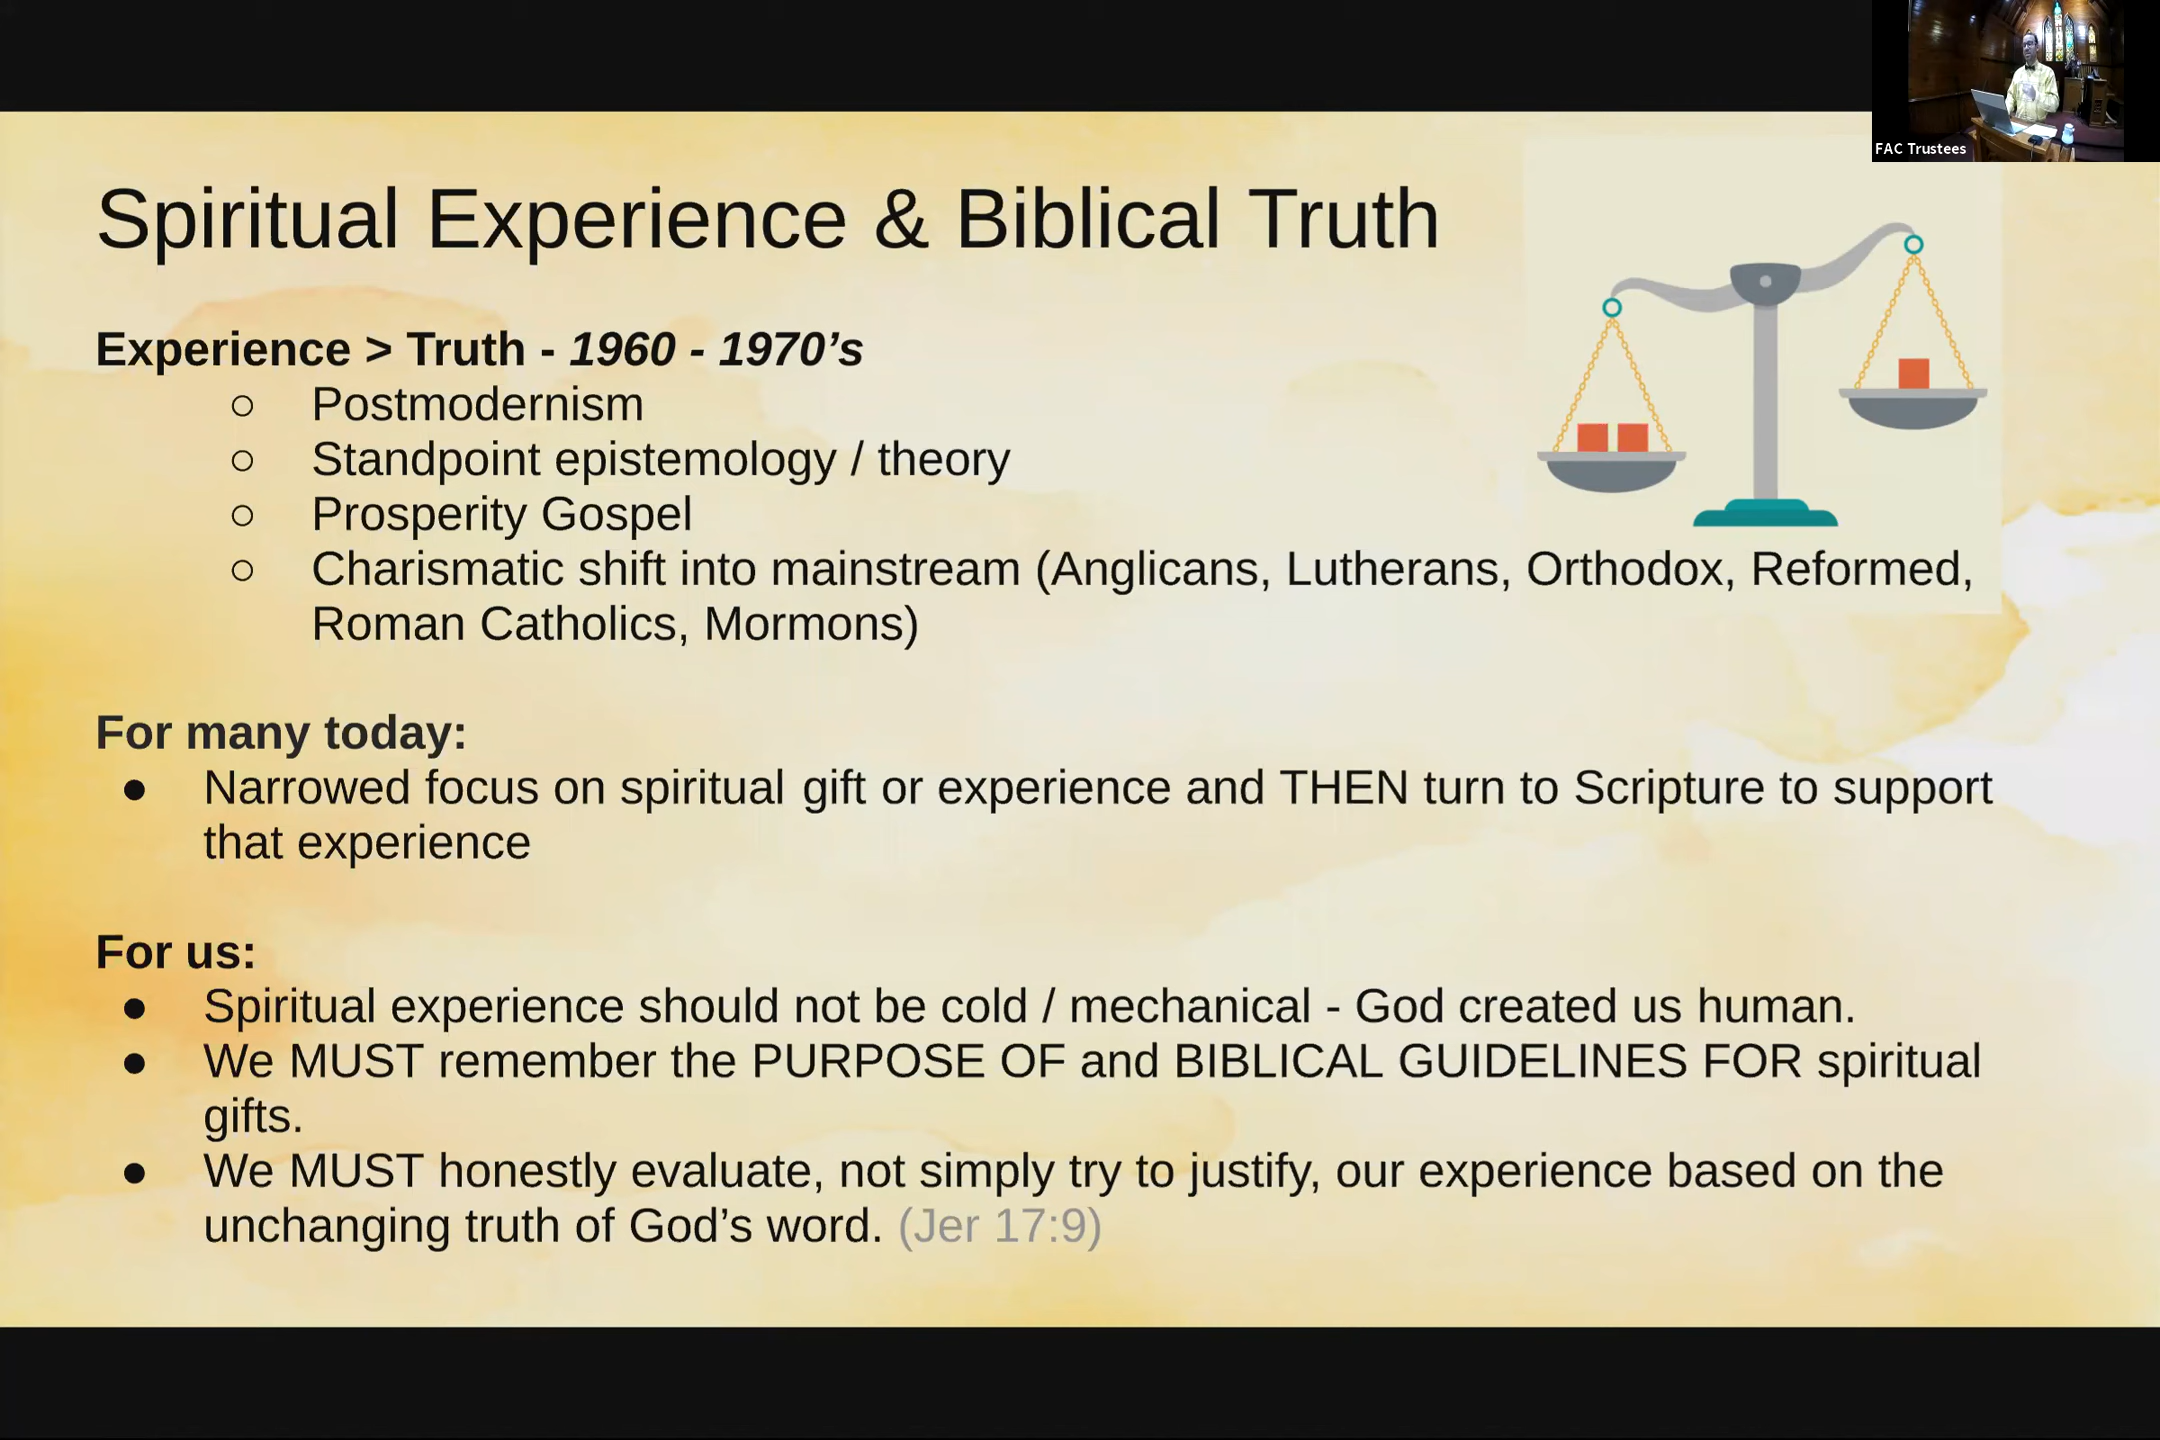 FAC Trustees
Spiritual Experience & Biblical Truth
Experience > Truth - 1960 - 1970’s
○ Postmodernism
○ Standpoint epistemology / theory
○ Prosperity Gospel
○ Charismatic shift into mainstream (Anglicans, Lutherans, Orthodox, Reformed,
Roman Catholics, Mormons)
For many today:
● Narrowed focus on spiritual gift or experience and THEN turn to Scripture to support
that experience
For us:
● Spiritual experience should not be cold / mechanical - God created us human.
● We MUST remember the PURPOSE OF and BIBLICAL GUIDELINES FOR spiritual
gifts.
● We MUST honestly evaluate, not simply try to justify, our experience based on the
unchanging truth of God’s word. (Jer 17:9)